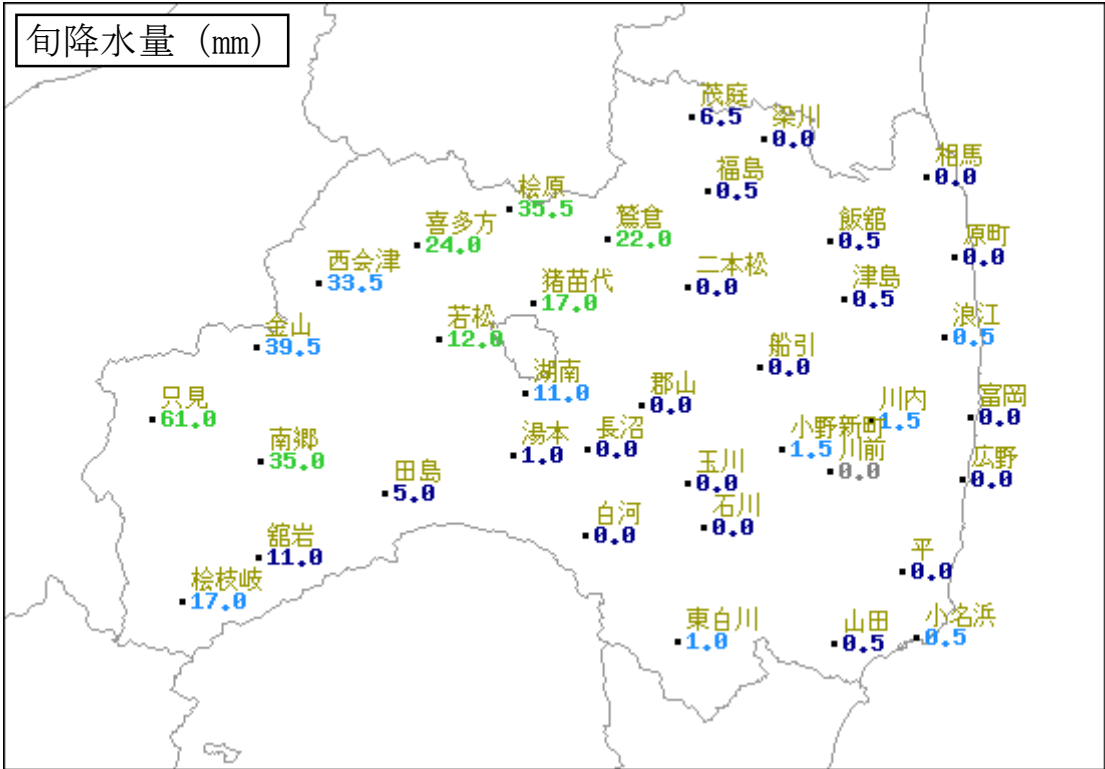 旬降水量 (mm)
茂庭
6.5
梁川
0.0
相馬
0.0
福島
0.5
桧原
35.5
鷲倉
22.0
喜多方
24.0
飯舘
0.5
原町
0.0
西会津
33.5
二本松
0.0
猪苗代
17.0
津島
0.5
若松
12.0
浪江
0.5
金山
39.5
船引
0.0
湖南
11.0
郡山
0.0
只見
61.0
川内
1.5
富岡
0.0
南郷
35.0
湯本
1.0
長沼
0.0
小野新町
1.5
川前
0.0
広野
0.0
田島
5.0
玉川
0.0
石川
0.0
白河
0.0
舘岩
11.0
平
0.0
桧枝岐
17.0
東白川
1.0
山田
0.5
小名浜
0.5